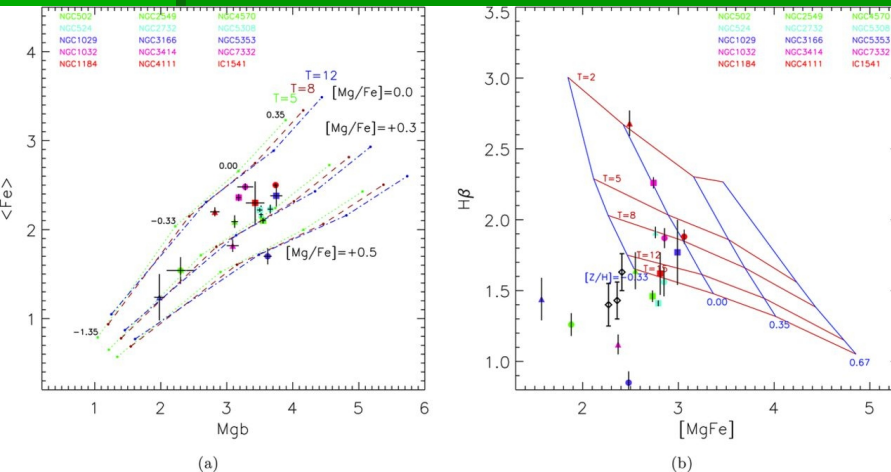 NGC502 NGC2549 NGC4570
NGC524 NGC2732 NGC5308
NGC1029 NGC3166 NGC5353
NGC1032 NGC3414 NGC7332
NGC1184 NGC4111 IC1541
T=12
T=8
T=5
[Mg/Fe]=0.0
0.35
[Mg/Fe]=+0.3
0.00
-0.33
[Mg/Fe]=+0.5
-1.35
4
3
2
1
<Fe>
1 2 3 4 5 6
Mgb
(a)
NGC502 NGC2549 NGC4570
NGC524 NGC2732 NGC5308
NGC1029 NGC3166 NGC5353
NGC1032 NGC3414 NGC7332
NGC1184 NGC4111 IC1541
3.5
3.0
2.5
2.0
1.5
1.0
Hβ
T=2
T=5
T=8
T=12
[Z/H]=-0.33
0.00
0.35
0.67
2 3 4 5
[MgFe]
(b)